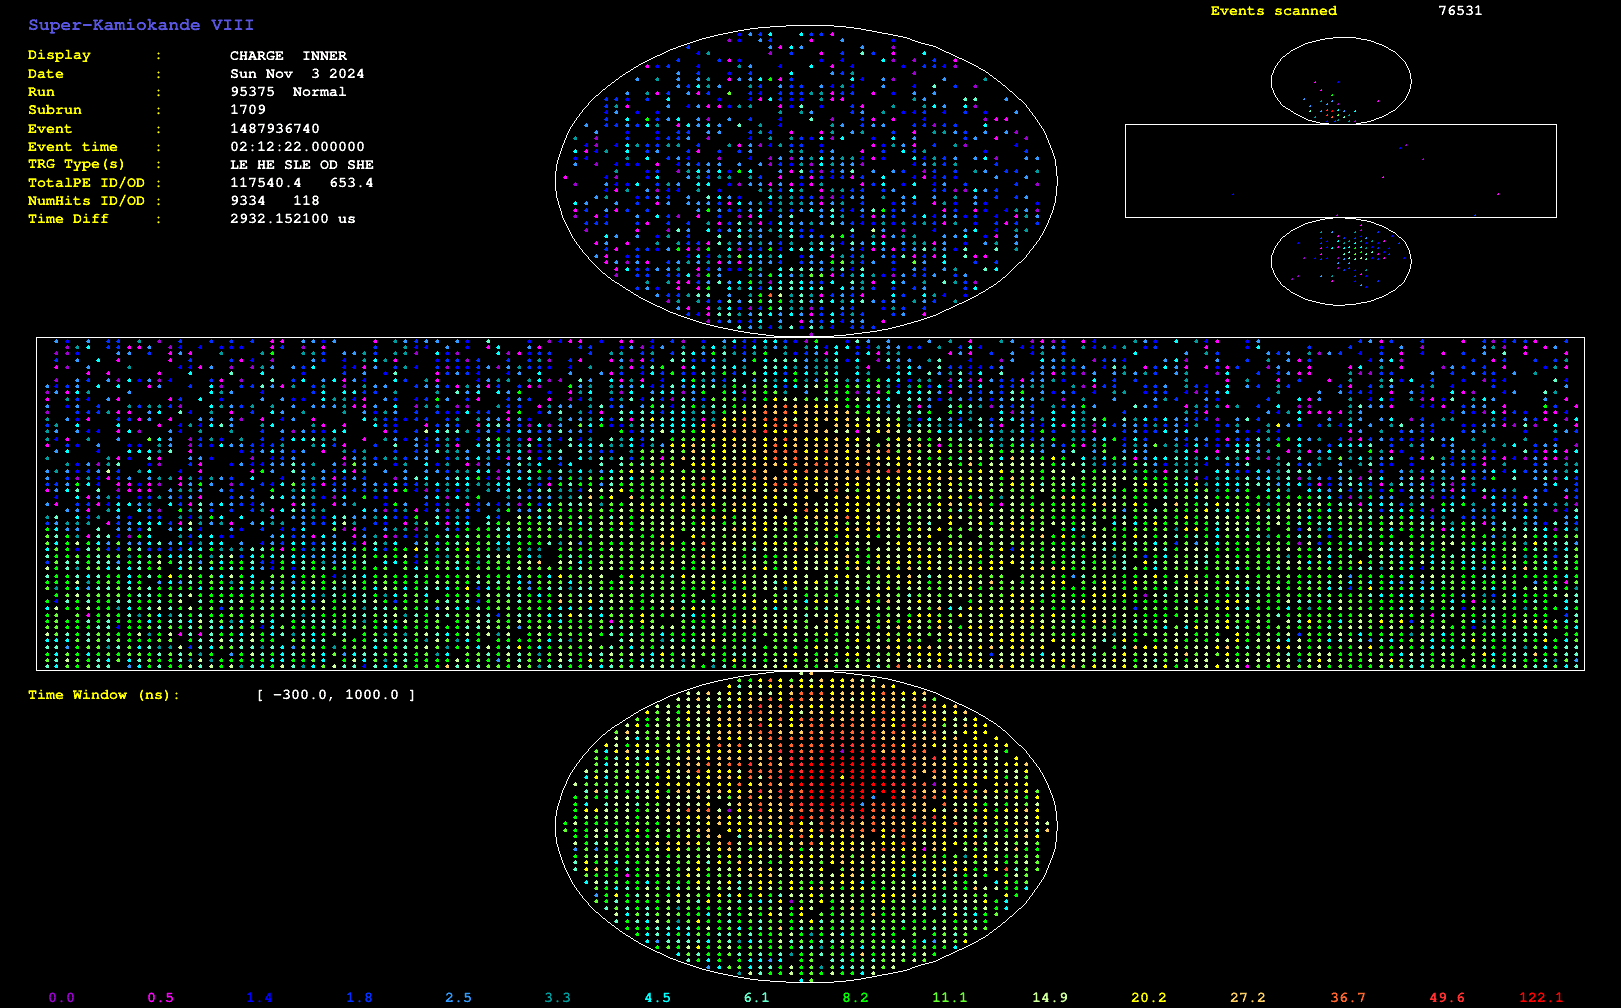 Super-Kamiokande VIII
Events scanned 76531
Display : CHARGE INNER
Date : Sun Nov 3 2024
Run : 95375 Normal
Subrun : 1709
Event : 1487936740
Event time : 02:12:22.000000
TRG Type(s) : LE HE SLE OD SHE
TotalPE ID/OD : 117540.4 653.4
NumHits ID/OD : 9334 118
Time Diff : 2932.152100 us
Time Window (ns): [ −300.0, 1000.0 ]
0.0 0.5 1.4 1.8 2.5 3.3 4.5 6.1 8.2 11.1 14.9 20.2 27.2 36.7 49.6 122.1